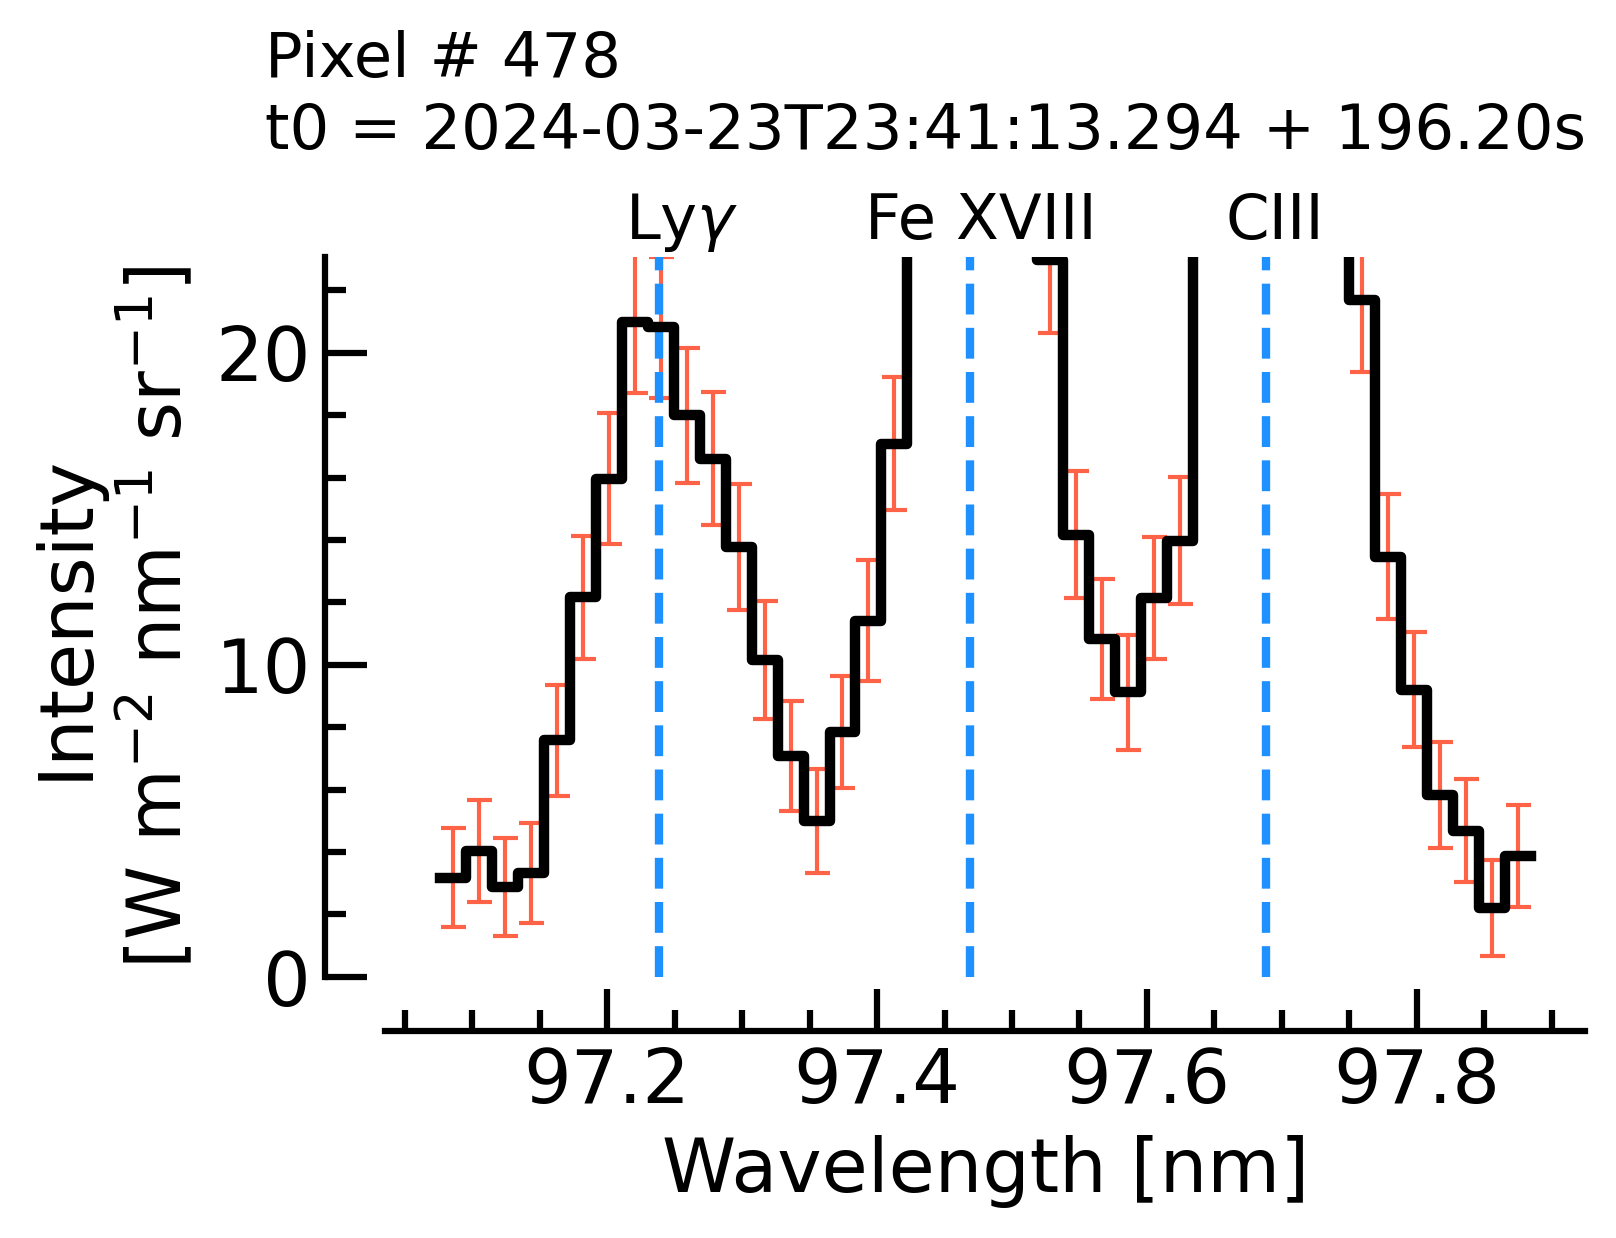 Pixel # 478
t0 = 2024-03-23T23:41:13.294 + 196.20s
Lyγ Fe XVIII CIII
Intensity
[W m⁻² nm⁻¹ sr⁻¹]
20
10
0
97.2 97.4 97.6 97.8
Wavelength [nm]